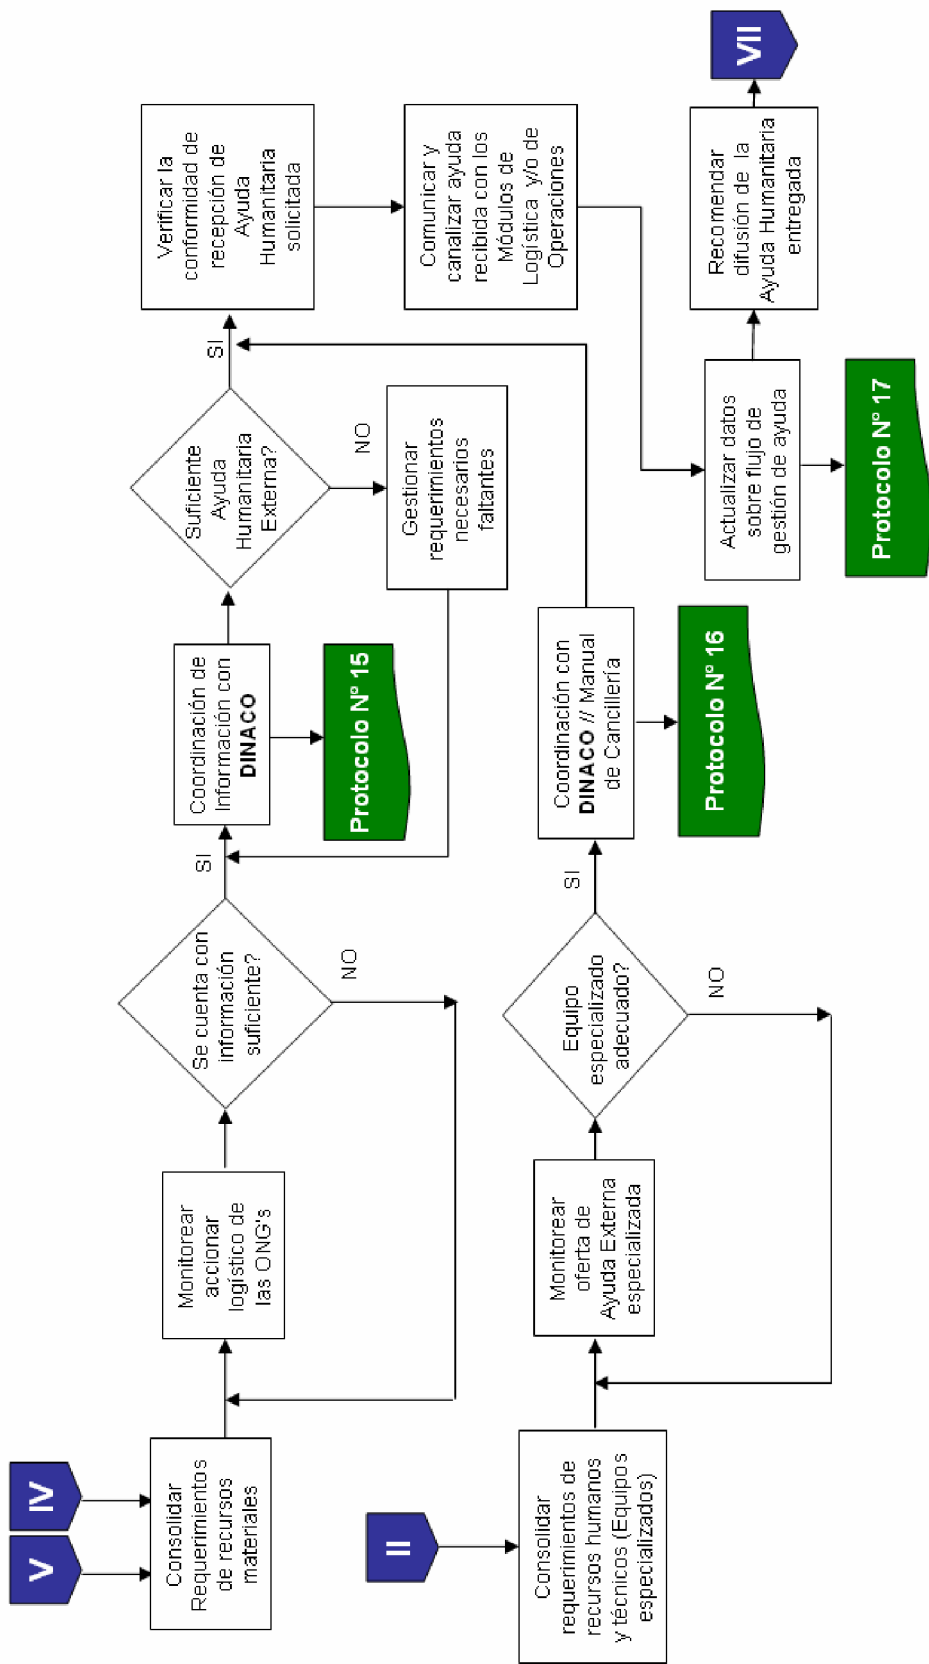 V
IV
Consolidar
Requerimientos
de recursos
materiales
Monitorear
accionar
logístico de
las ONG's
Se cuenta con
información
suficiente?
SI
NO
Coordinación de
Información con
DINACO
Protocolo Nº 15
Suficiente
Ayuda
Humanitaria
Externa?
SI
NO
Gestionar
requerimientos
necesarios
faltantes
Verificar la
conformidad de
recepción de
Ayuda
Humanitaria
solicitada
Comunicar y
canalizar ayuda
recibida con los
Módulos de
Logística y/o de
Operaciones
II
Consolidar
requerimientos de
recursos humanos
y técnicos (Equipos
especializados)
Monitorear
oferta de
Ayuda Externa
especializada
Equipo
especializado
adecuado?
SI
NO
Coordinación con
DINACO // Manual
de Cancillería
Protocolo Nº 16
Actualizar datos
sobre flujo de
gestión de ayuda
Protocolo Nº 17
Recomendar
difusión de la
Ayuda Humanitaria
entregada
VII